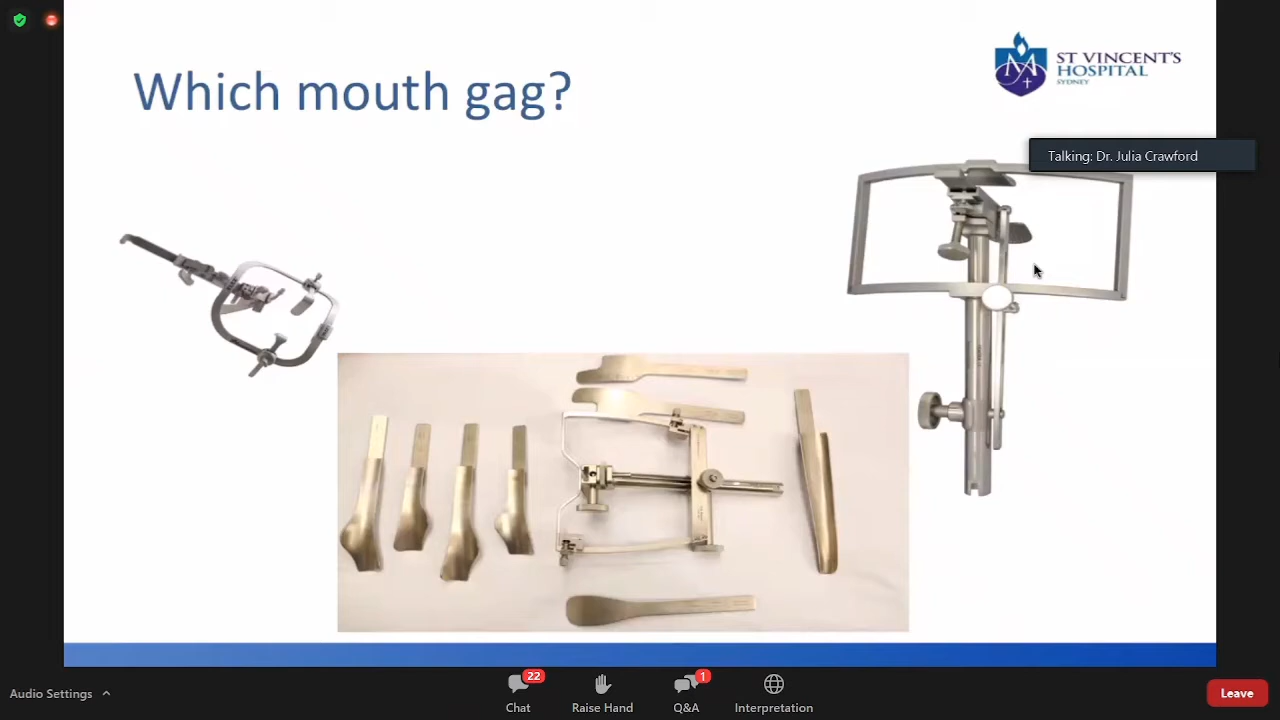 Which mouth gag?
ST VINCENT'S
HOSPITAL
SYDNEY
Talking: Dr. Julia Crawford
Audio Settings
22
Chat
Raise Hand
1
Q&A
Interpretation
Leave